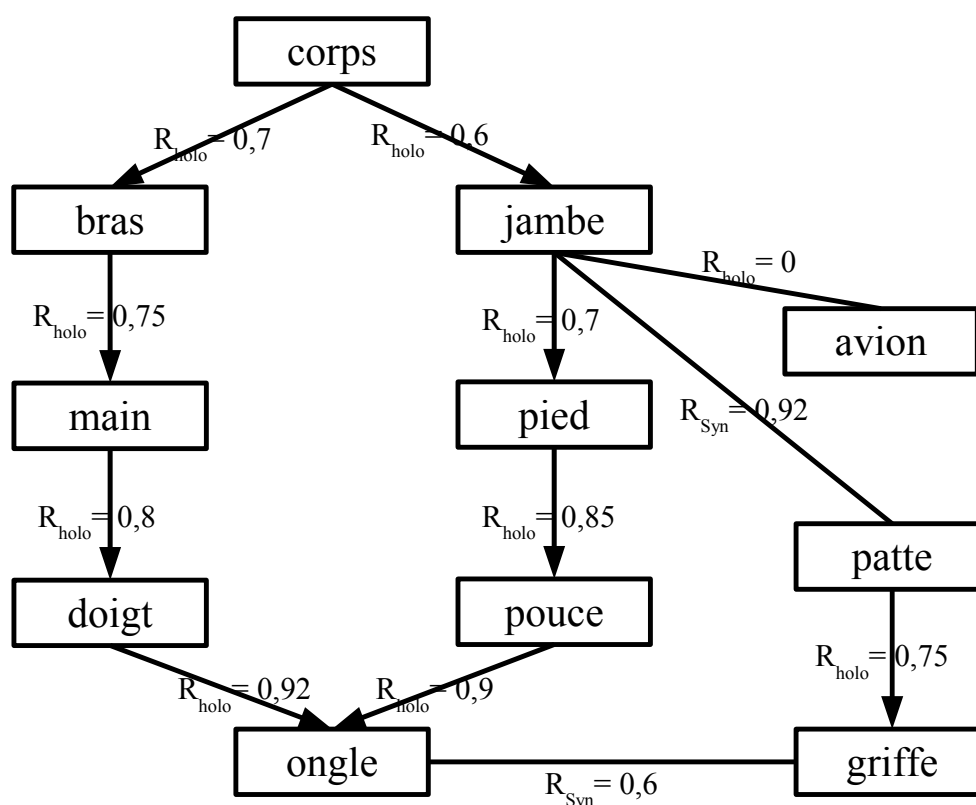 corps
R_holo = 0,7
R_holo = 0,6
bras
jambe
R_holo = 0
R_holo = 0,75
R_holo = 0,7
avion
main
pied
R_Syn = 0,92
R_holo = 0,8
R_holo = 0,85
patte
doigt
pouce
R_holo = 0,75
R_holo = 0,92
R_holo = 0,9
ongle
griffe
R_Syn = 0,6